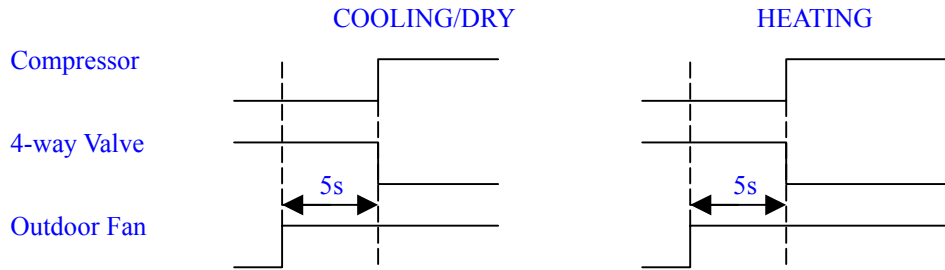 COOLING/DRY HEATING
Compressor
4-way Valve
5s 5s
Outdoor Fan